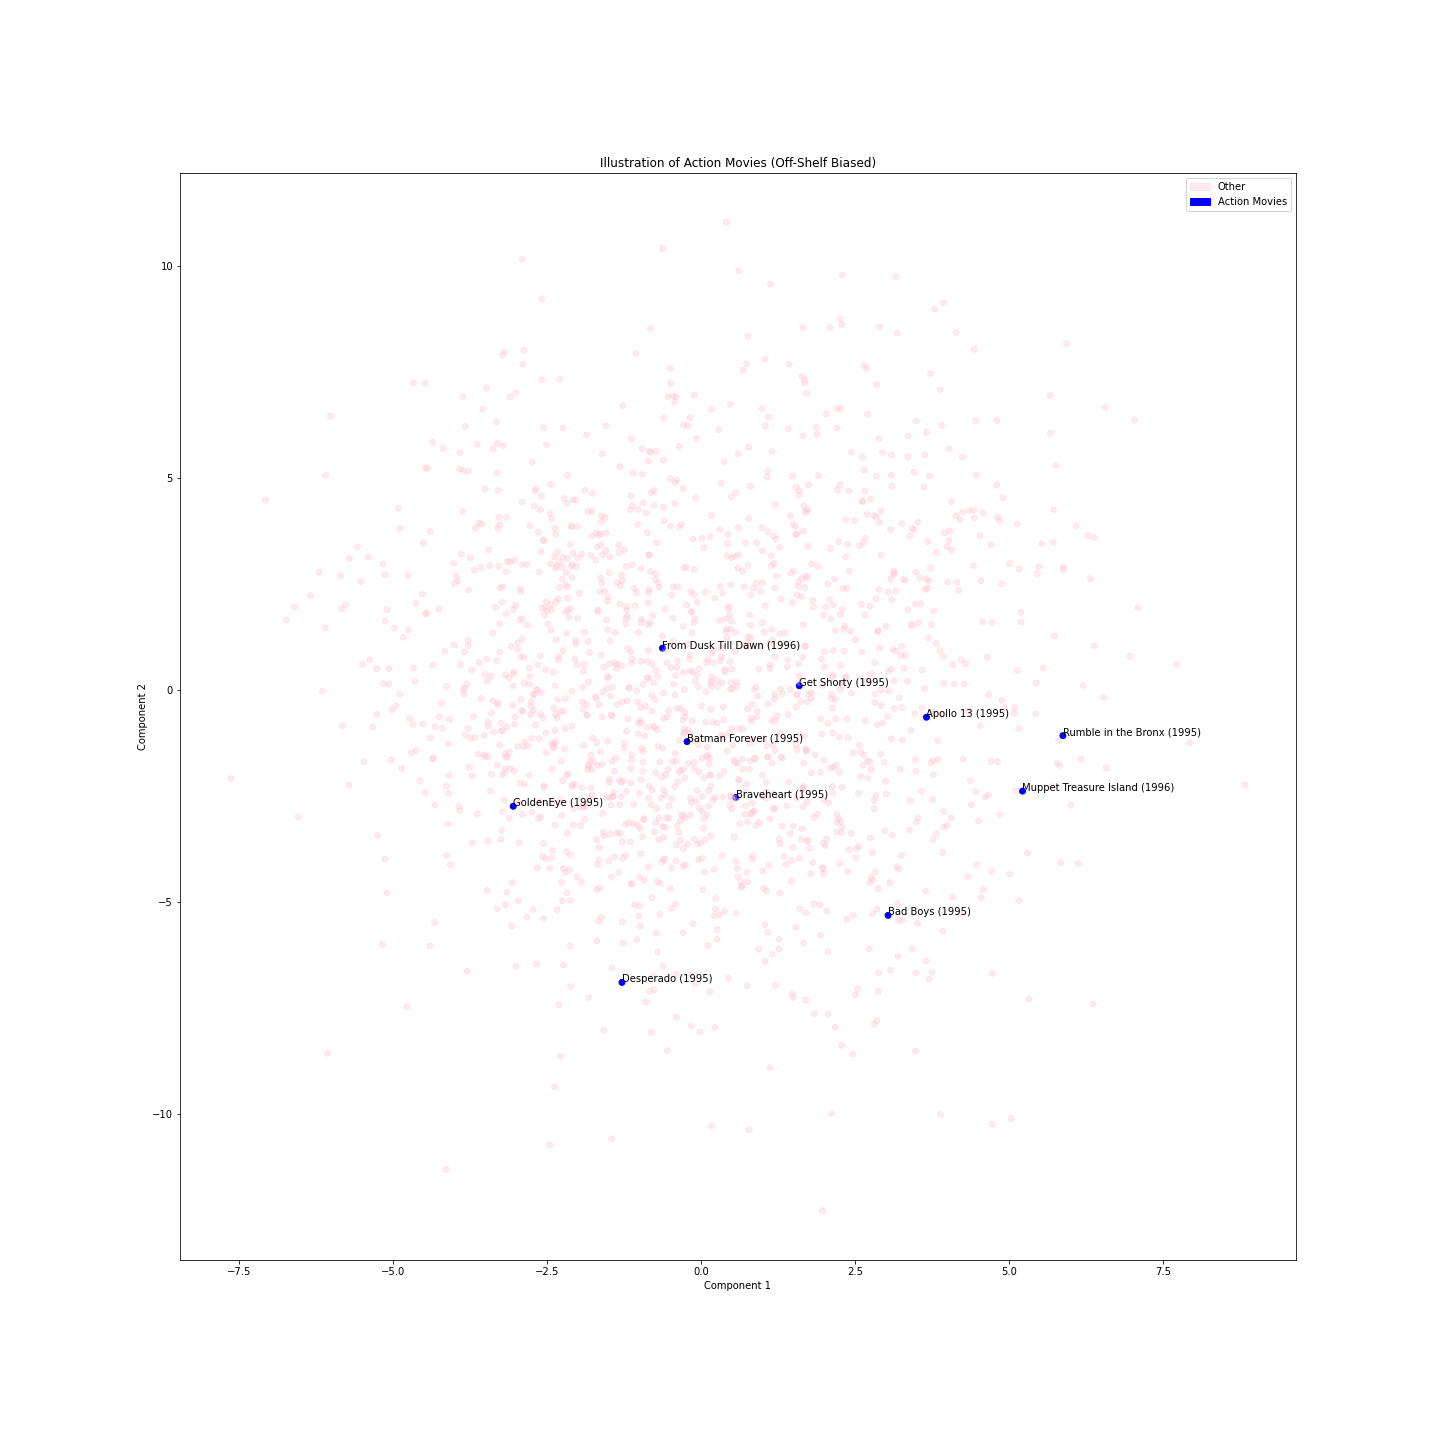 Illustration of Action Movies (Off-Shelf Biased)
Other
Action Movies
10
5
0
−5
−10
Component 2
From Dusk Till Dawn (1996)
Get Shorty (1995)
Apollo 13 (1995)
Rumble in the Bronx (1995)
Batman Forever (1995)
Muppet Treasure Island (1996)
Braveheart (1995)
GoldenEye (1995)
Bad Boys (1995)
Desperado (1995)
−7.5 −5.0 −2.5 0.0 2.5 5.0 7.5
Component 1